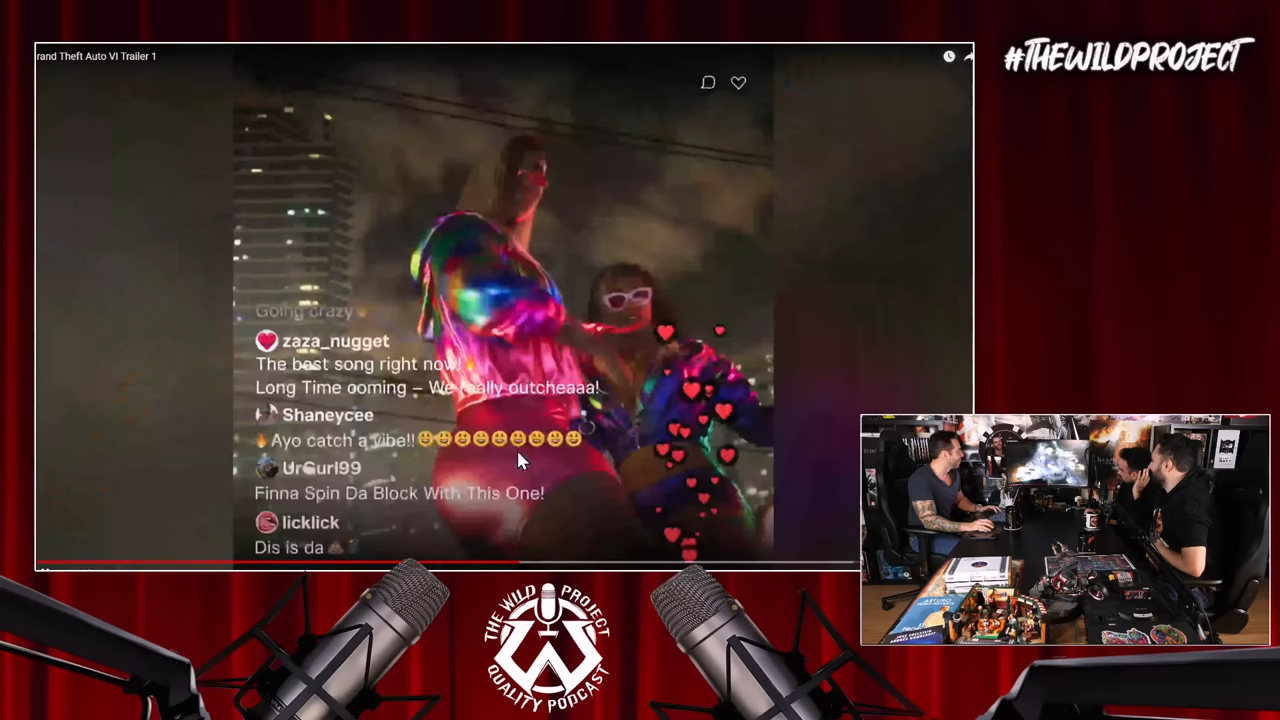 rand Theft Auto VI Trailer 1
#THEWILDPROJECT
Going crazy
zaza_nugget
The best song right now!
Long Time coming – We really outcheaaa!
Shaneycee
🔥Ayo catch a vibe!!😀😀😀😀😀😀😀😀😀
UrGurl99
Finna Spin Da Block With This One!
licklick
Dis is da 💩
THE WILD PROJECT
QUALITY PODCAST
ARTURO